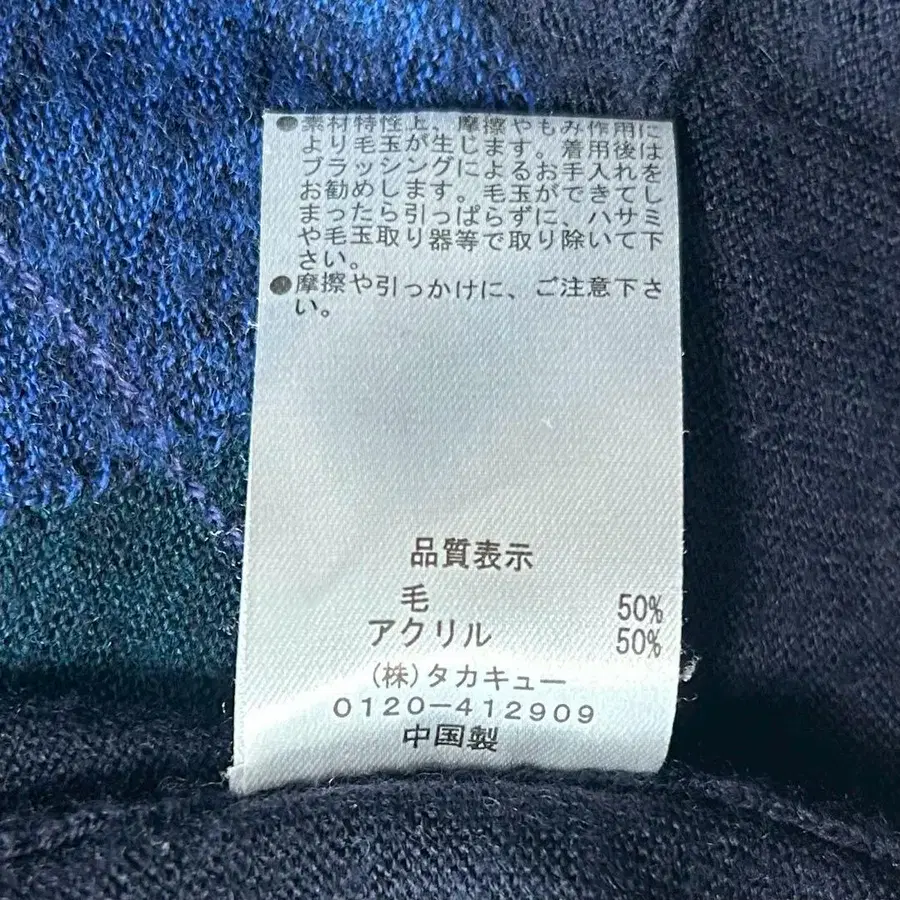 ●素材特性上、摩擦やもみ作用に
より毛玉が生じます。着用後は
ブラッシングによるお手入れを
お勧めします。毛玉ができてし
まったら引っぱらずに、ハサミ
や毛玉取り器等で取り除いて下
さい。
●摩擦や引っかけに、ご注意下さ
い。
品質表示
毛 50%
アクリル 50%
(株)タカキュー
0120-412909
中国製